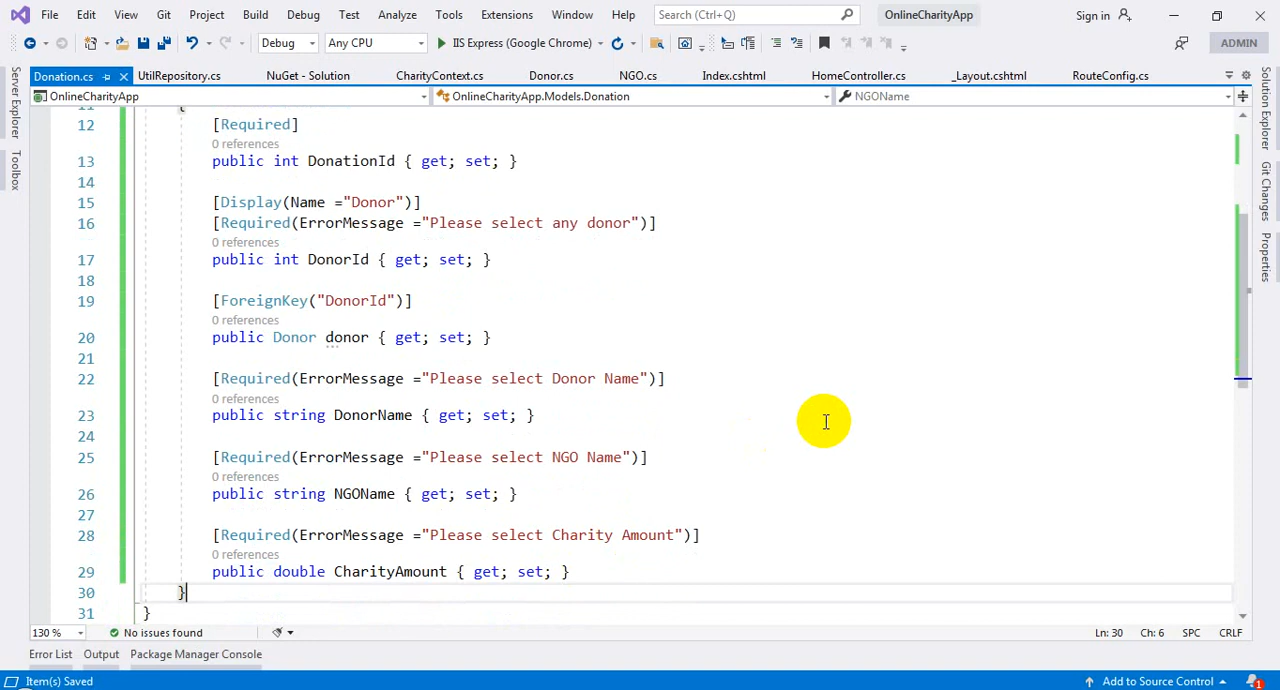 File Edit View Git Project Build Debug Test Analyze Tools Extensions Window Help Search (Ctrl+Q) OnlineCharityApp Sign in
Debug Any CPU IIS Express (Google Chrome) ADMIN
Donation.cs UtilRepository.cs NuGet - Solution CharityContext.cs Donor.cs NGO.cs Index.cshtml HomeController.cs _Layout.cshtml RouteConfig.cs
OnlineCharityApp OnlineCharityApp.Models.Donation NGOName
Server Explorer
Toolbox
Solution Explorer
Git Changes
Properties
11 {
12 [Required]
0 references
13 public int DonationId { get; set; }
14
15 [Display(Name ="Donor")]
16 [Required(ErrorMessage ="Please select any donor")]
0 references
17 public int DonorId { get; set; }
18
19 [ForeignKey("DonorId")]
0 references
20 public Donor donor { get; set; }
21
22 [Required(ErrorMessage ="Please select Donor Name")]
0 references
23 public string DonorName { get; set; }
24
25 [Required(ErrorMessage ="Please select NGO Name")]
0 references
26 public string NGOName { get; set; }
27
28 [Required(ErrorMessage ="Please select Charity Amount")]
0 references
29 public double CharityAmount { get; set; }
30 }
31 }
130 % No issues found Ln: 30 Ch: 6 SPC CRLF
Error List Output Package Manager Console
Item(s) Saved Add to Source Control 1